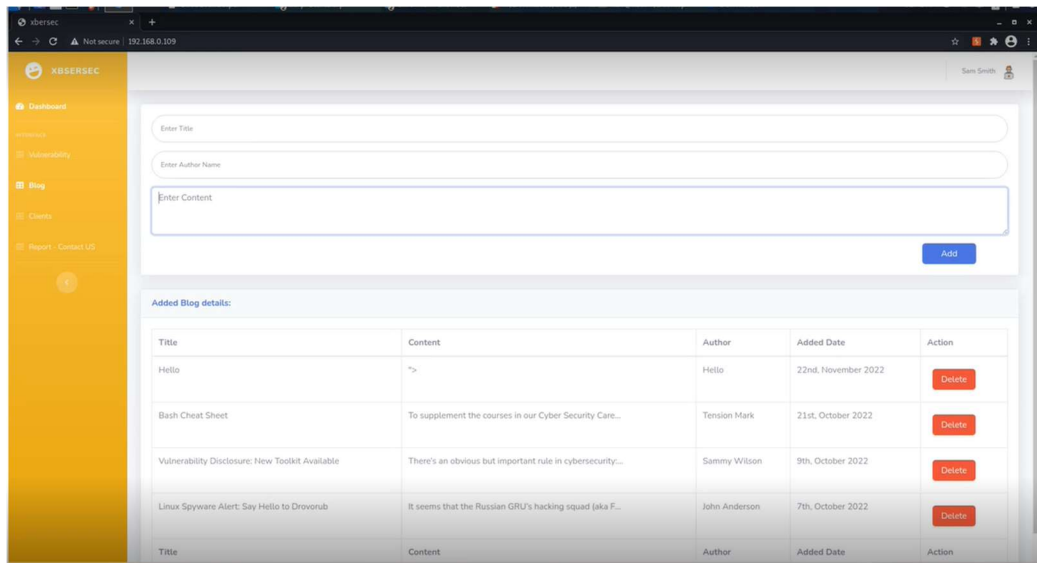 xbersec
Not secure 192.168.0.109
XBSERSEC
Sam Smith
Dashboard
INTERFACE
Vulnerability
Blog
Clients
Report - Contact US
Enter Title
Enter Author Name
Enter Content
Add
Added Blog details:
Title Content Author Added Date Action
Hello "> Hello 22nd, November 2022 Delete
Bash Cheat Sheet To supplement the courses in our Cyber Security Care... Tension Mark 21st, October 2022 Delete
Vulnerability Disclosure: New Toolkit Available There's an obvious but important rule in cybersecurity:... Sammy Wilson 9th, October 2022 Delete
Linux Spyware Alert: Say Hello to Drovorub It seems that the Russian GRU's hacking squad (aka F... John Anderson 7th, October 2022 Delete
Title Content Author Added Date Action